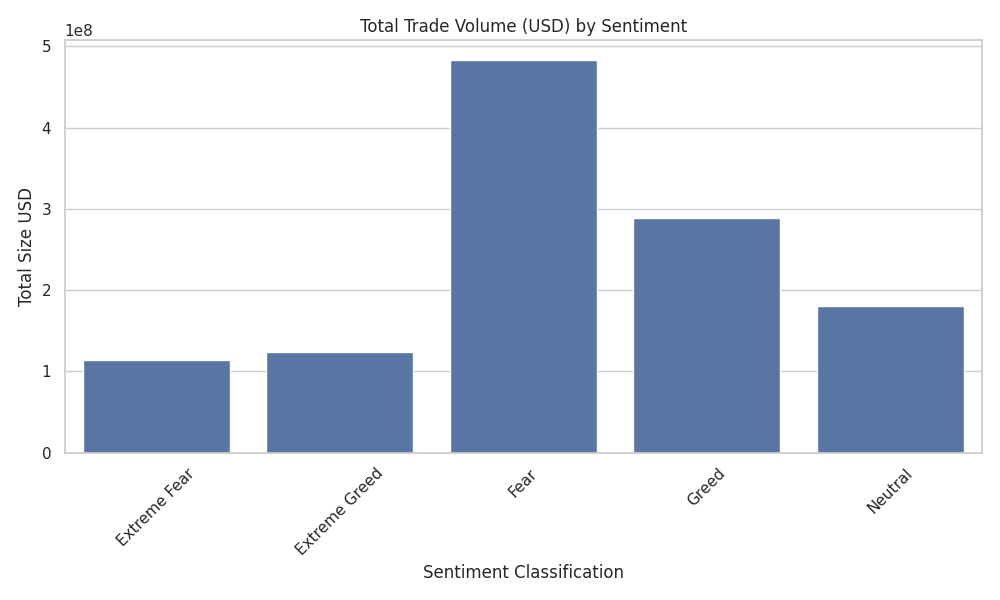 Total Trade Volume (USD) by Sentiment
1e8
5
4
3
2
1
0
Total Size USD
Extreme Fear
Extreme Greed
Fear
Greed
Neutral
Sentiment Classification